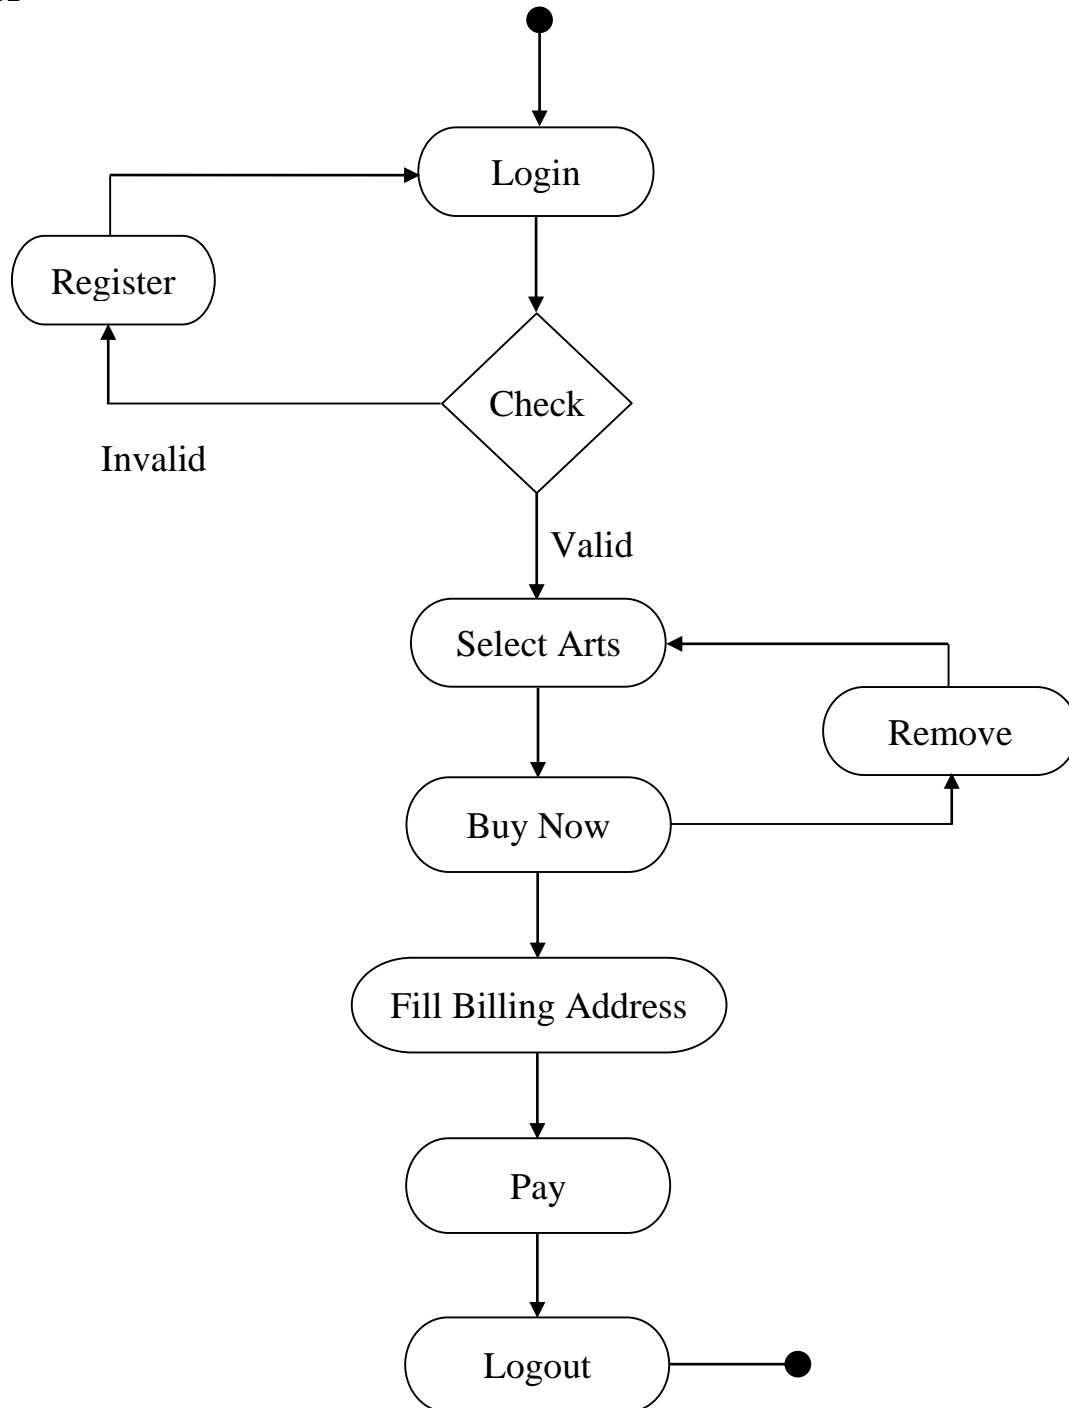 Login
Register
Check
Invalid
Valid
Select Arts
Remove
Buy Now
Fill Billing Address
Pay
Logout